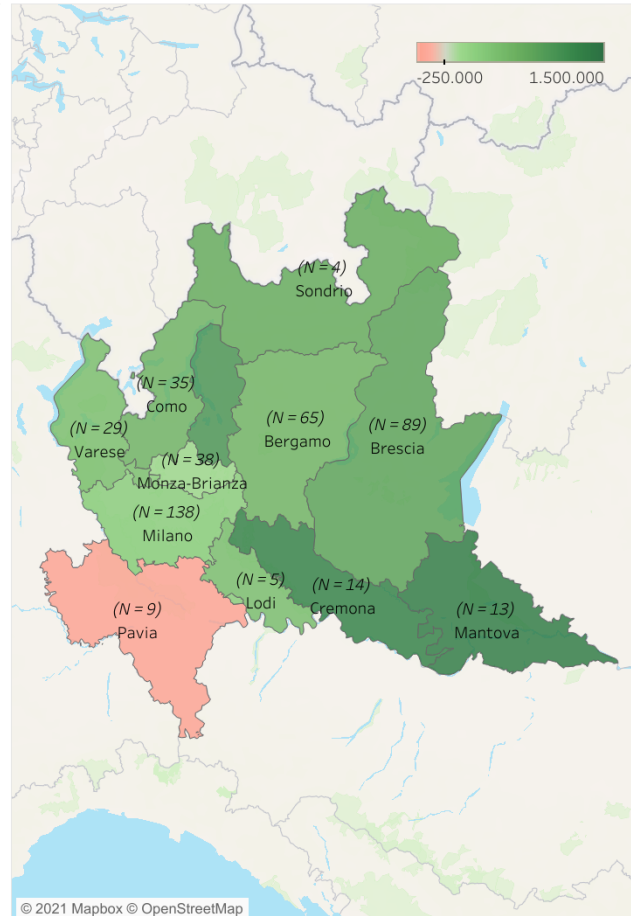 -250.000 1.500.000
(N = 4)
Sondrio
(N = 35)
Como
(N = 29)
Varese
(N = 65)
Bergamo
(N = 89)
Brescia
(N = 38)
Monza-Brianza
(N = 138)
Milano
(N = 5)
Lodi
(N = 14)
Cremona
(N = 13)
Mantova
(N = 9)
Pavia
© 2021 Mapbox © OpenStreetMap